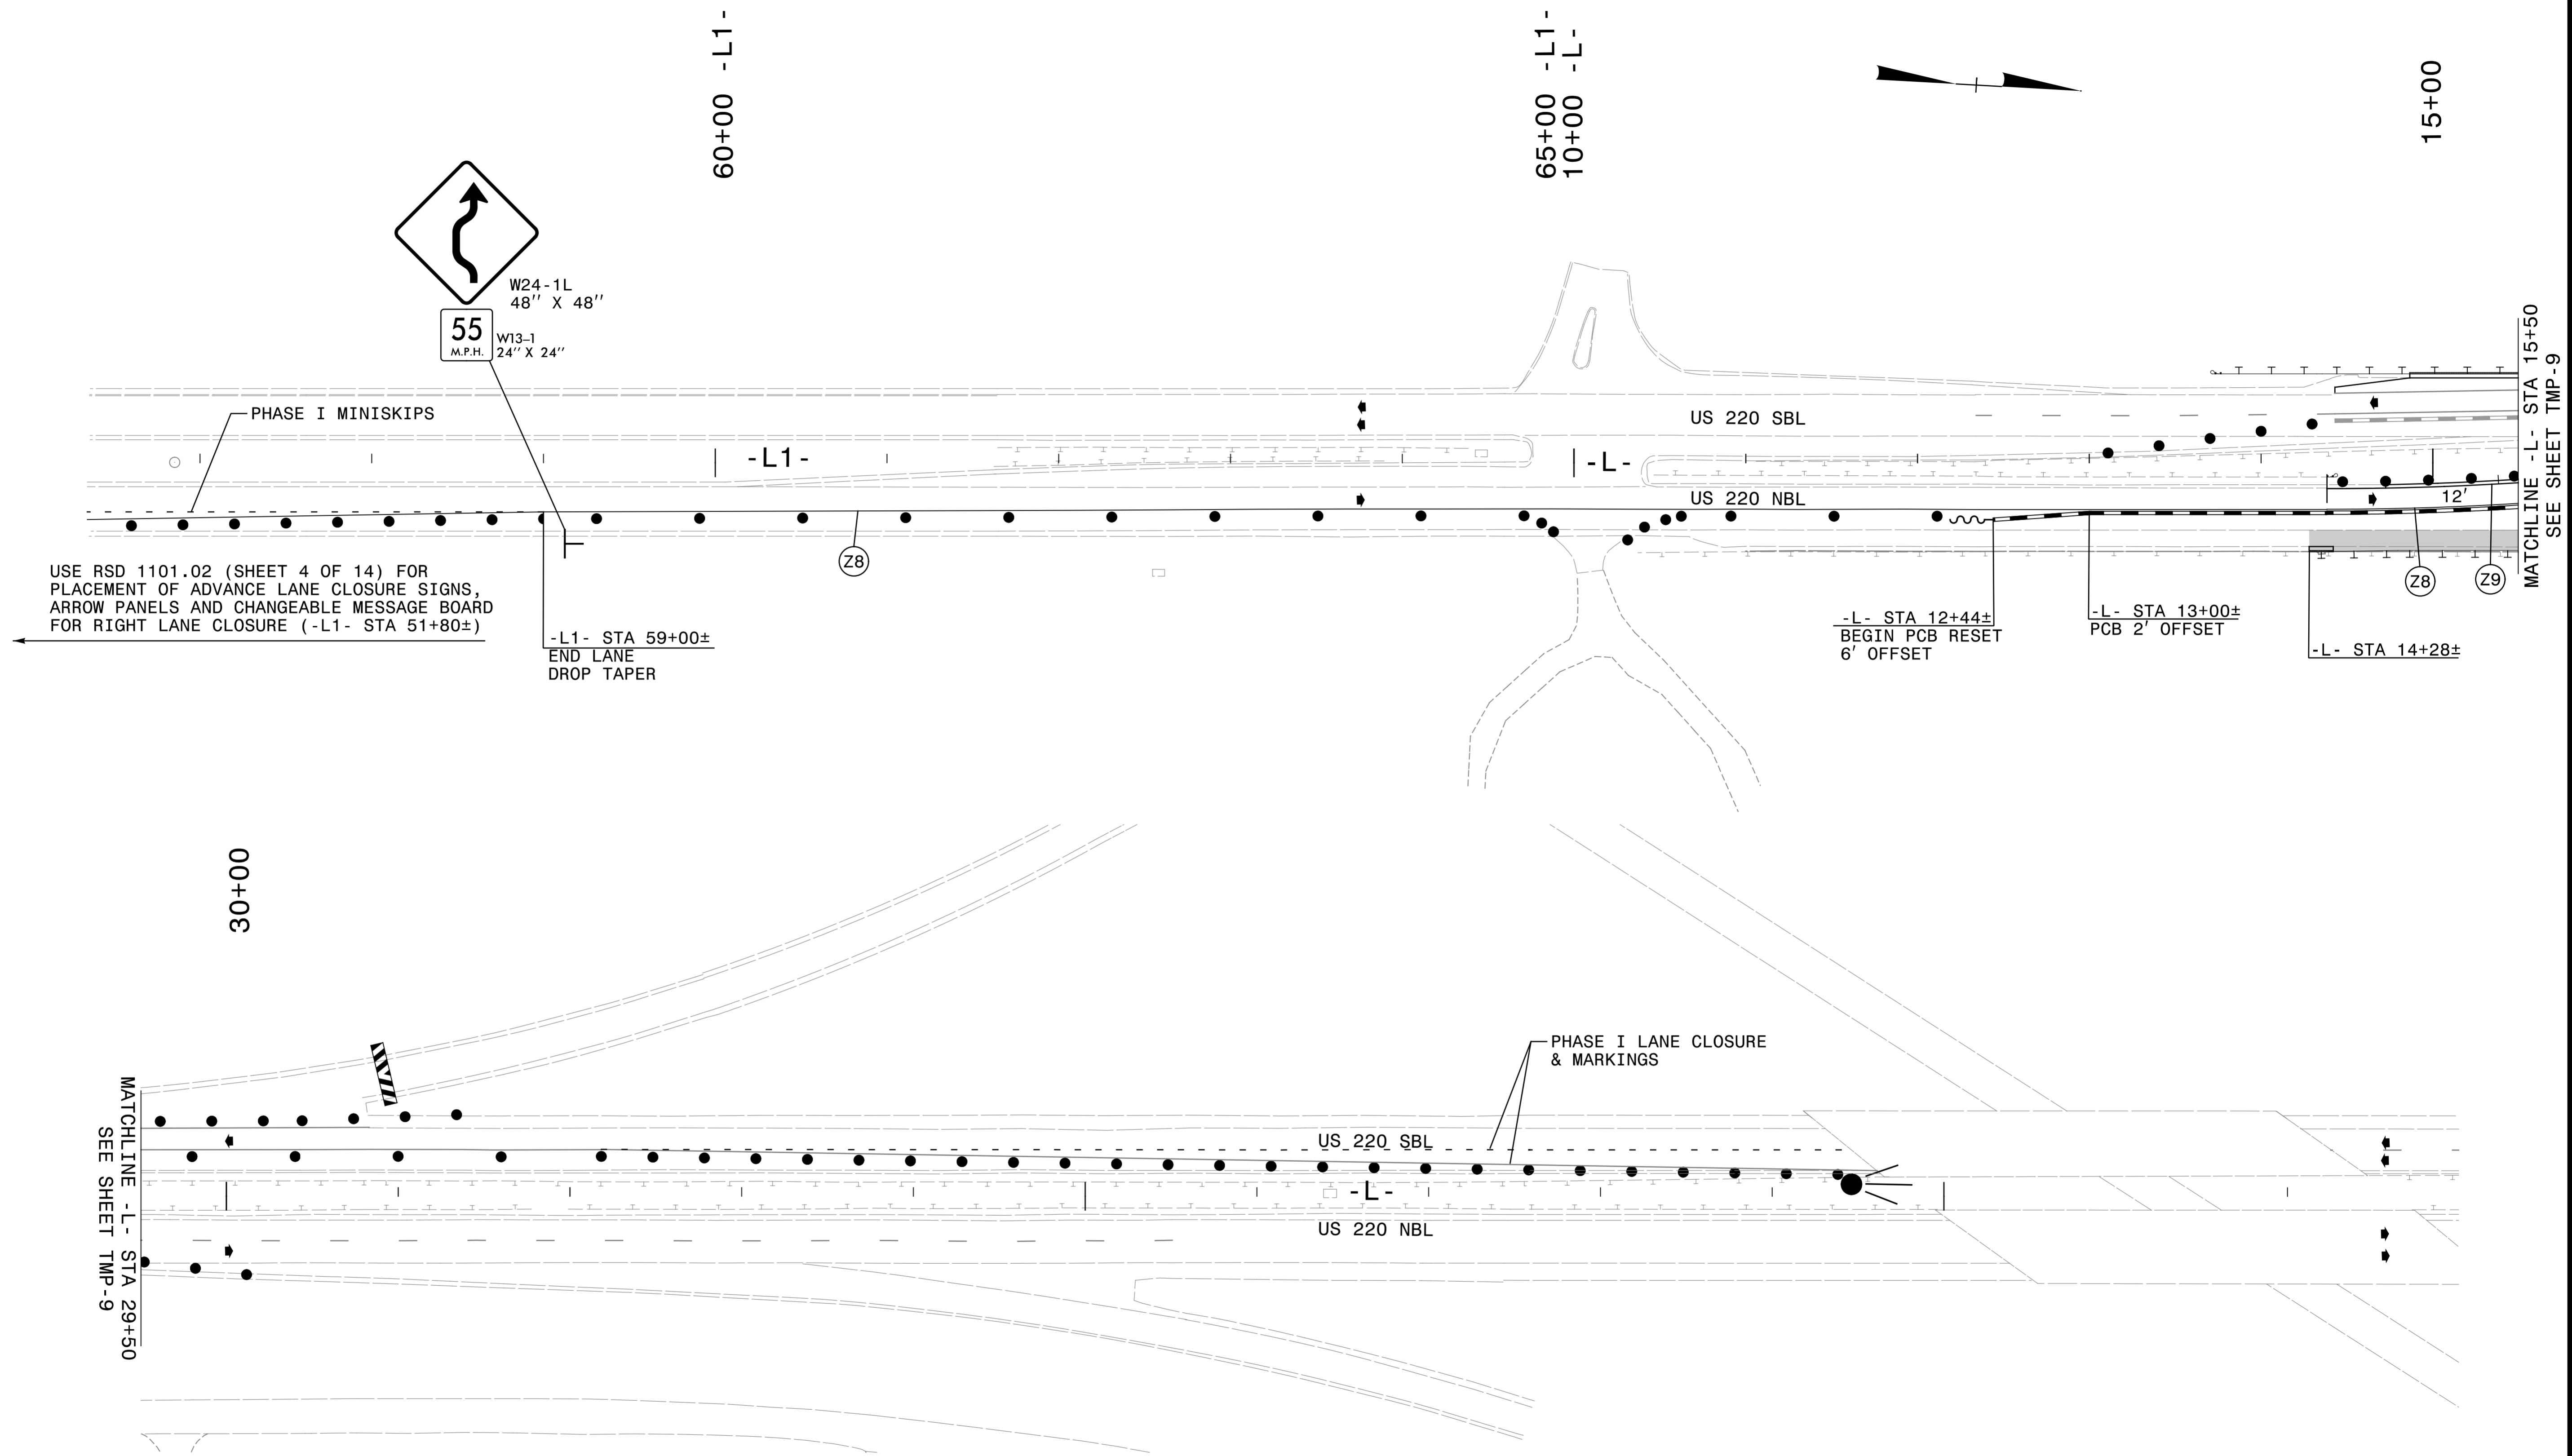 60+00 -L1-
65+00 -L1-
10+00 -L-
15+00
W24-1L
48'' X 48''
55
M.P.H.
W13-1
24'' X 24''
PHASE I MINISKIPS
-L1-
-L-
US 220 SBL
US 220 NBL
12'
MATCHLINE -L- STA 15+50
SEE SHEET TMP-9
Z8
Z8
Z9
USE RSD 1101.02 (SHEET 4 OF 14) FOR
PLACEMENT OF ADVANCE LANE CLOSURE SIGNS,
ARROW PANELS AND CHANGEABLE MESSAGE BOARD
FOR RIGHT LANE CLOSURE (-L1- STA 51+80±)
-L1- STA 59+00±
END LANE
DROP TAPER
-L- STA 12+44±
BEGIN PCB RESET
6' OFFSET
-L- STA 13+00±
PCB 2' OFFSET
-L- STA 14+28±
30+00
PHASE I LANE CLOSURE
& MARKINGS
MATCHLINE -L- STA 29+50
SEE SHEET TMP-9
US 220 SBL
-L-
US 220 NBL